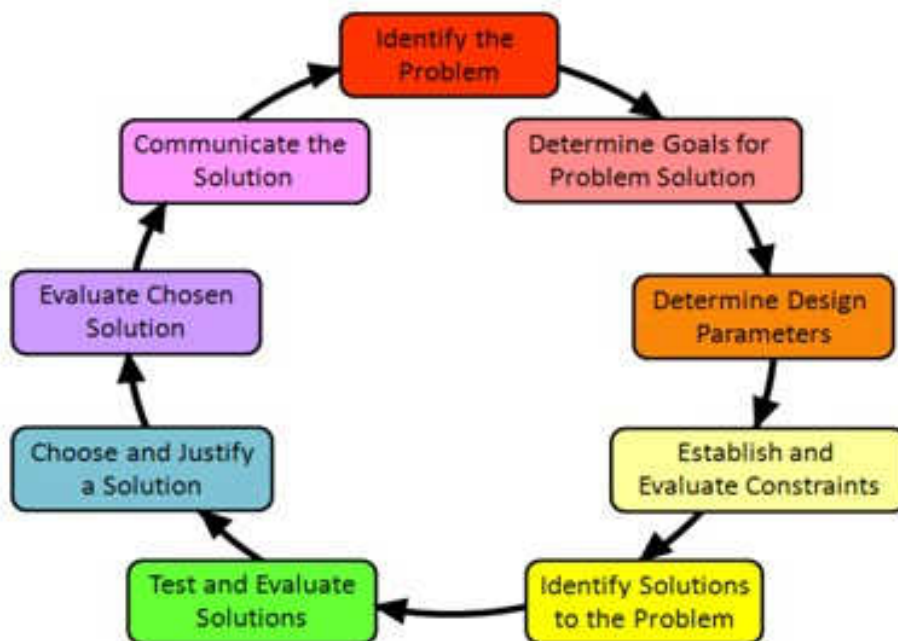 Identify the
Problem
Determine Goals for
Problem Solution
Determine Design
Parameters
Establish and
Evaluate Constraints
Identify Solutions
to the Problem
Test and Evaluate
Solutions
Choose and Justify
a Solution
Evaluate Chosen
Solution
Communicate the
Solution